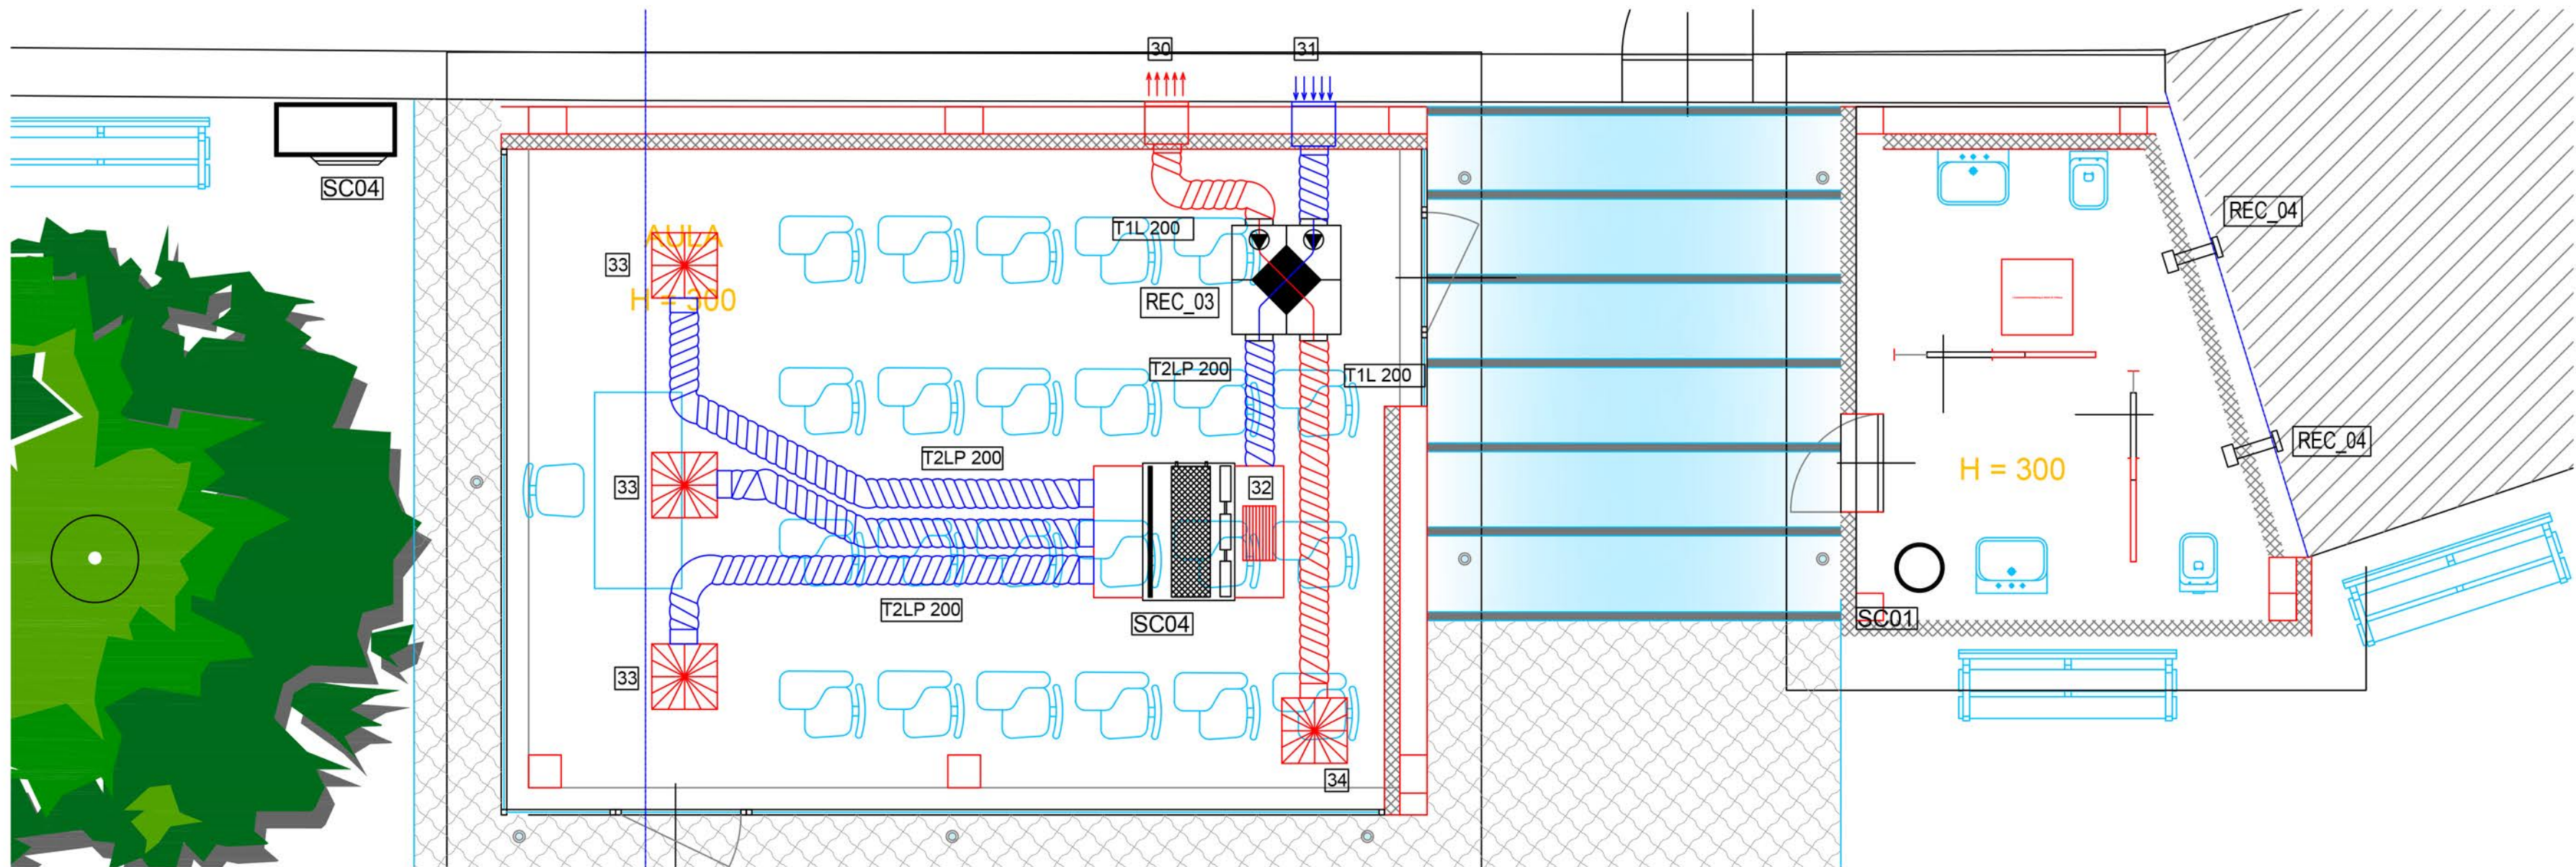 30
31
SC04
REC_04
T1L 200
AULA
33
H = 300
REC_03
T2LP 200
T1L 200
REC_04
T2LP 200
H = 300
33
32
T2LP 200
SC04
SC01
33
34